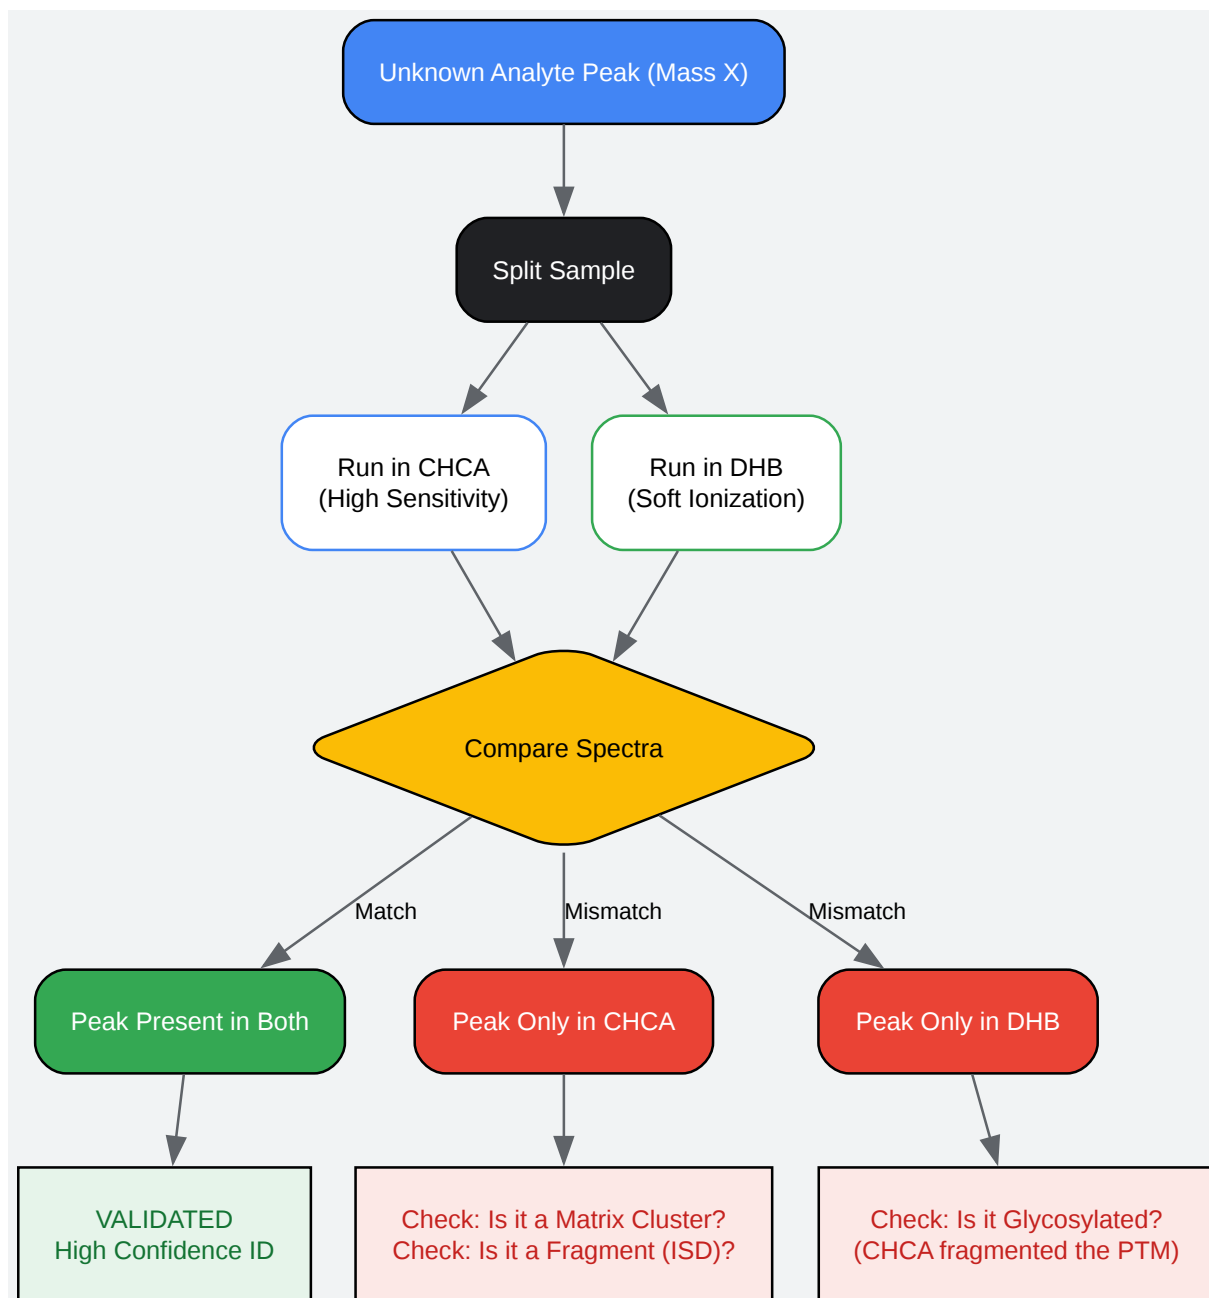 Unknown Analyte Peak (Mass X)
Split Sample
Run in CHCA
(High Sensitivity)
Run in DHB
(Soft Ionization)
Compare Spectra
Match
Mismatch
Mismatch
Peak Present in Both
Peak Only in CHCA
Peak Only in DHB
VALIDATED
High Confidence ID
Check: Is it a Matrix Cluster?
Check: Is it a Fragment (ISD)?
Check: Is it Glycosylated?
(CHCA fragmented the PTM)